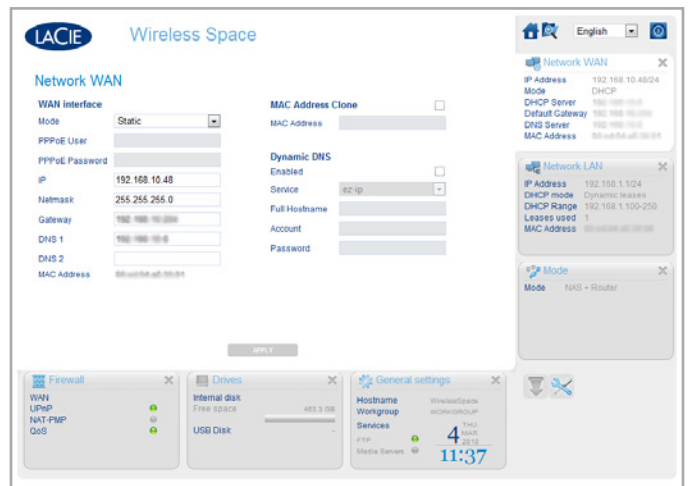 LACIE
Wireless Space
English
Network WAN
WAN interface
Mode Static
PPPoE User
PPPoE Password
IP 192.168.10.48
Netmask 255.255.255.0
Gateway
DNS 1
DNS 2
MAC Address
MAC Address Clone
MAC Address
Dynamic DNS
Enabled
Service ez-ip
Full Hostname
Account
Password
APPLY
Network WAN
IP Address 192.168.10.48/24
Mode DHCP
DHCP Server
Default Gateway
DNS Server
MAC Address
Network LAN
IP Address 192.168.1.1/24
DHCP mode Dynamic leases
DHCP Range 192.168.1.100-250
Leases used 1
MAC Address
Mode
Mode NAS + Router
Firewall
WAN
UPnP
NAT-PMP
QoS
Drives
Internal disk
Free space 463.3 GB
USB Disk -
General settings
Hostname WirelessSpace
Workgroup WORKGROUP
Services
FTP
Media Servers
4 THU.
MAR.
2010
11:37